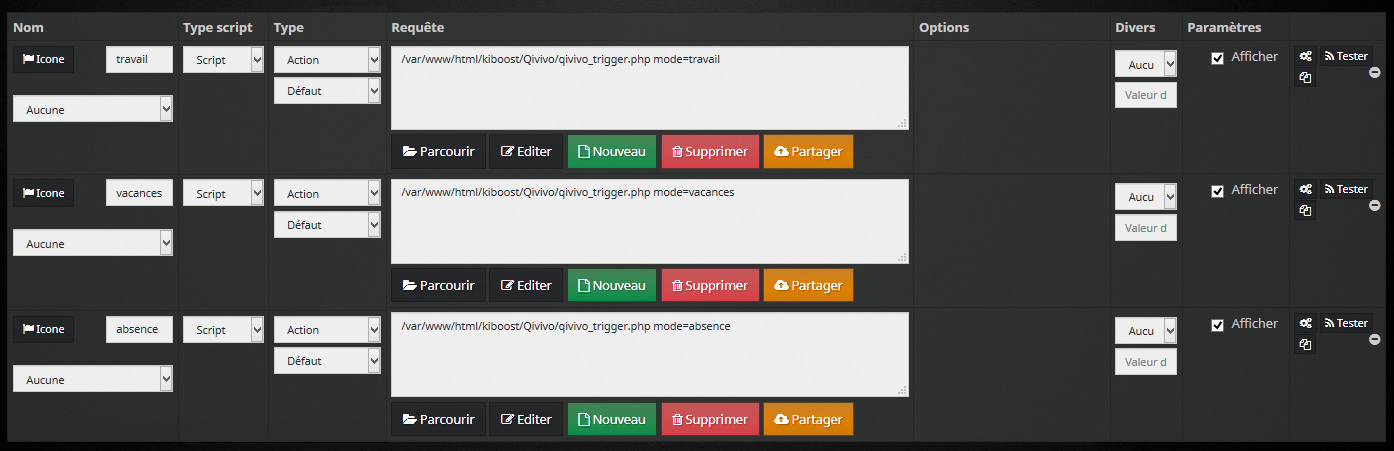 Nom Type script Type Requête Options Divers Paramètres
Icone travail Script Action /var/www/html/kiboost/Qivivo/qivivo_trigger.php mode=travail Aucu Afficher Tester
Défaut Valeur d
Aucune
Parcourir Editer Nouveau Supprimer Partager
Icone vacances Script Action /var/www/html/kiboost/Qivivo/qivivo_trigger.php mode=vacances Aucu Afficher Tester
Défaut Valeur d
Aucune
Parcourir Editer Nouveau Supprimer Partager
Icone absence Script Action /var/www/html/kiboost/Qivivo/qivivo_trigger.php mode=absence Aucu Afficher Tester
Défaut Valeur d
Aucune
Parcourir Editer Nouveau Supprimer Partager